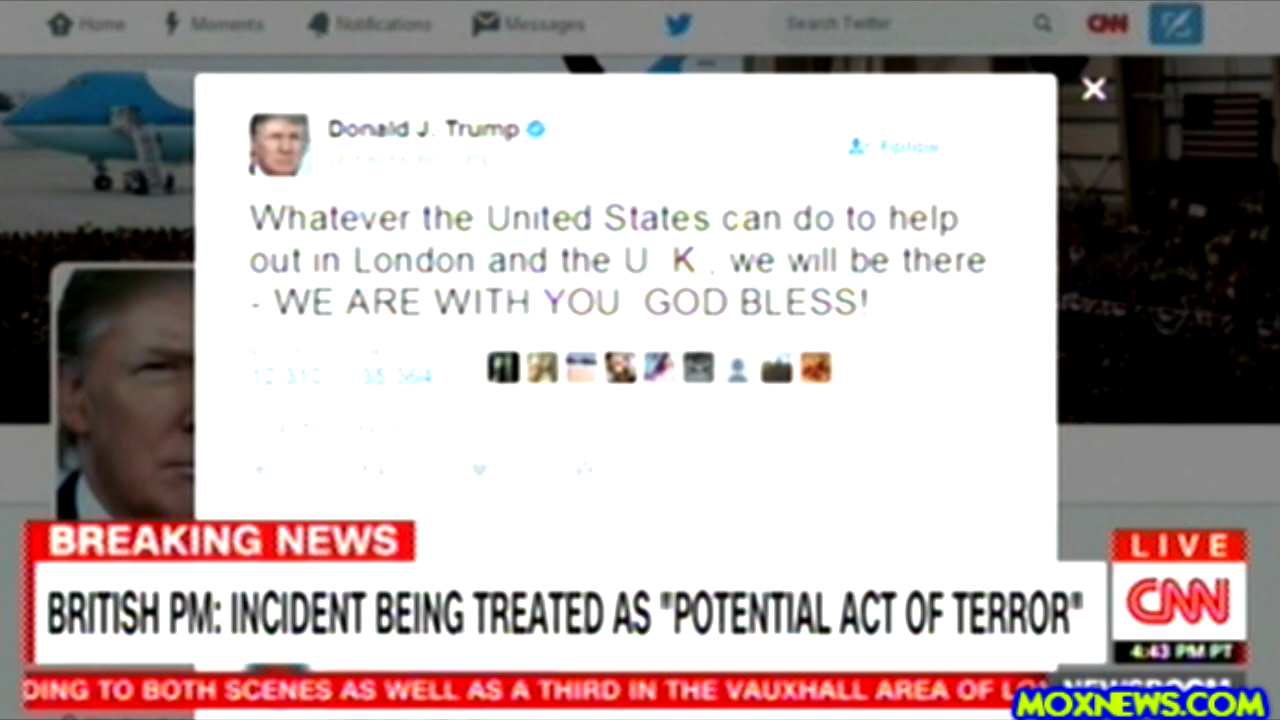 Home Moments Notifications Messages Search Twitter CNN
Donald J. Trump
Follow
Whatever the United States can do to help
out in London and the U K . we will be there
- WE ARE WITH YOU GOD BLESS!
BREAKING NEWS
LIVE
BRITISH PM: INCIDENT BEING TREATED AS "POTENTIAL ACT OF TERROR"
CNN
4:43 PM PT
DING TO BOTH SCENES AS WELL AS A THIRD IN THE VAUXHALL AREA OF
NEWSROOM
MOXNEWS.COM